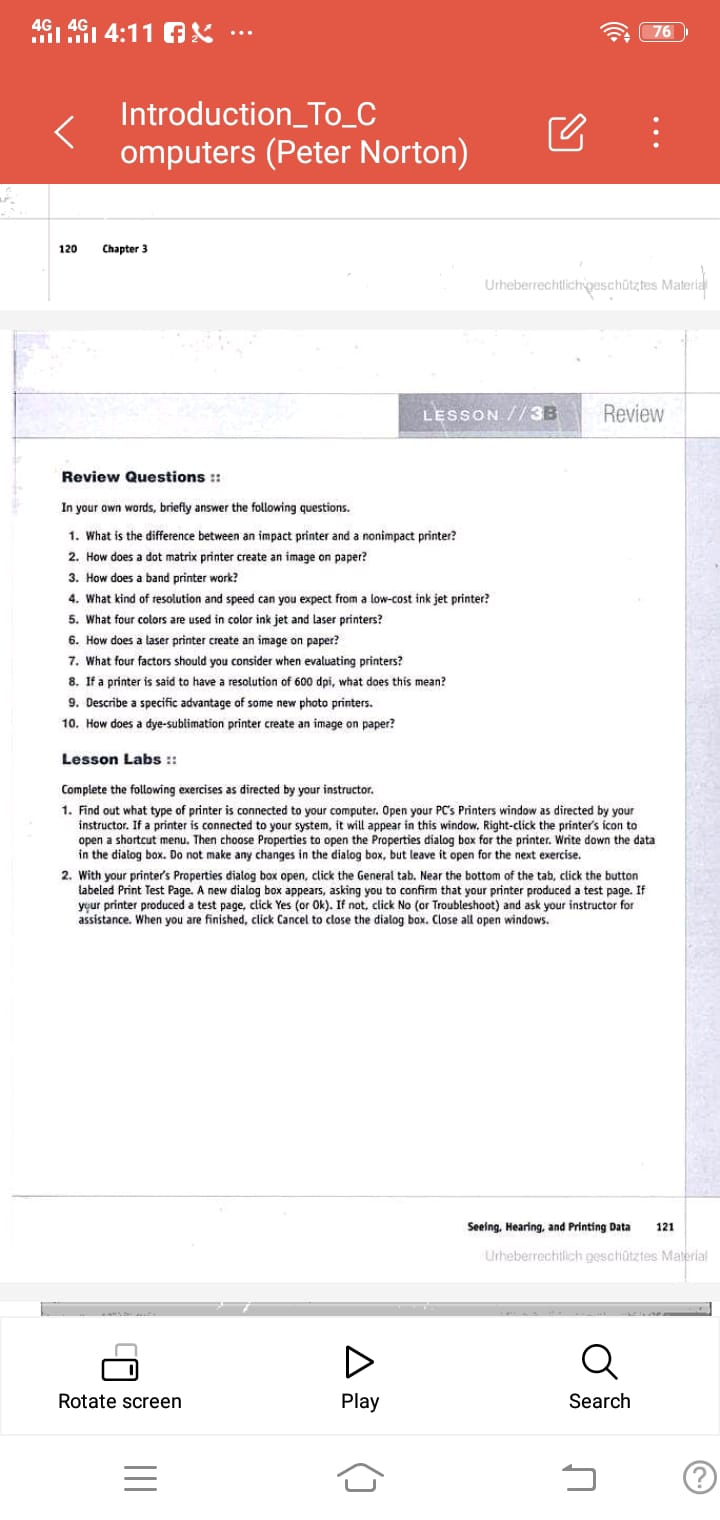 4G 4G 4:11 ... 76
Introduction_To_C
omputers (Peter Norton)
120 Chapter 3
Urheberrechtlich geschütztes Material
LESSON // 3B Review
Review Questions ::
In your own words, briefly answer the following questions.
1. What is the difference between an impact printer and a nonimpact printer?
2. How does a dot matrix printer create an image on paper?
3. How does a band printer work?
4. What kind of resolution and speed can you expect from a low-cost ink jet printer?
5. What four colors are used in color ink jet and laser printers?
6. How does a laser printer create an image on paper?
7. What four factors should you consider when evaluating printers?
8. If a printer is said to have a resolution of 600 dpi, what does this mean?
9. Describe a specific advantage of some new photo printers.
10. How does a dye-sublimation printer create an image on paper?
Lesson Labs ::
Complete the following exercises as directed by your instructor.
1. Find out what type of printer is connected to your computer. Open your PC's Printers window as directed by your
instructor. If a printer is connected to your system, it will appear in this window. Right-click the printer's icon to
open a shortcut menu. Then choose Properties to open the Properties dialog box for the printer. Write down the data
in the dialog box. Do not make any changes in the dialog box, but leave it open for the next exercise.
2. With your printer's Properties dialog box open, click the General tab. Near the bottom of the tab, click the button
labeled Print Test Page. A new dialog box appears, asking you to confirm that your printer produced a test page. If
your printer produced a test page, click Yes (or Ok). If not, click No (or Troubleshoot) and ask your instructor for
assistance. When you are finished, click Cancel to close the dialog box. Close all open windows.
Seeing, Hearing, and Printing Data 121
Urheberrechtlich geschütztes Material
Rotate screen Play Search
?